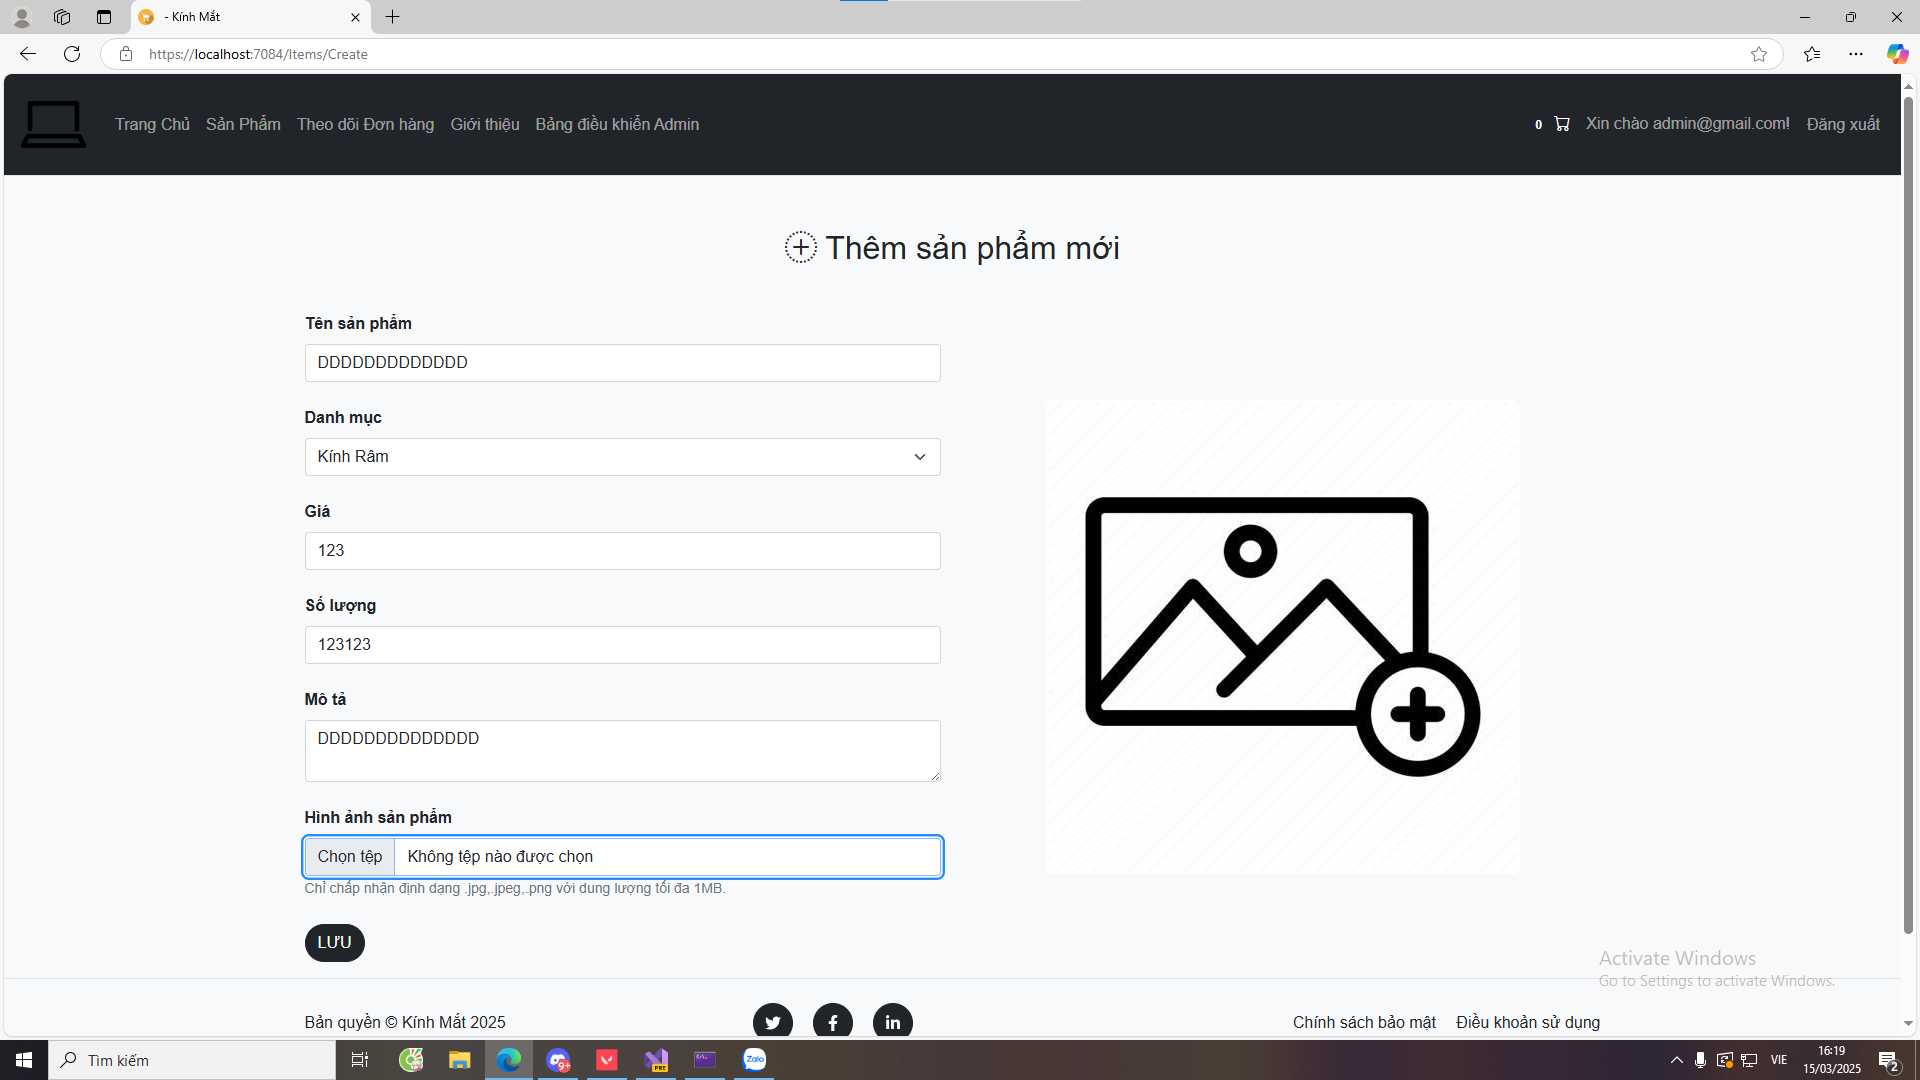 - Kính Mắt
https://localhost:7084/Items/Create
Trang Chủ Sản Phẩm Theo dõi Đơn hàng Giới thiệu Bảng điều khiển Admin 0 Xin chào admin@gmail.com! Đăng xuất
Thêm sản phẩm mới
Tên sản phẩm
DDDDDDDDDDDDD
Danh mục
Kính Râm
Giá
123
Số lượng
123123
Mô tả
DDDDDDDDDDDDDD
Hình ảnh sản phẩm
Chọn tệp Không tệp nào được chọn
Chỉ chấp nhận định dạng .jpg,.jpeg,.png với dung lượng tối đa 1MB.
LƯU
Activate Windows
Go to Settings to activate Windows.
Bản quyền © Kính Mắt 2025 Chính sách bảo mật Điều khoản sử dụng
Tìm kiếm
9+
PRE
Zalo
VIE
16:19
15/03/2025
2